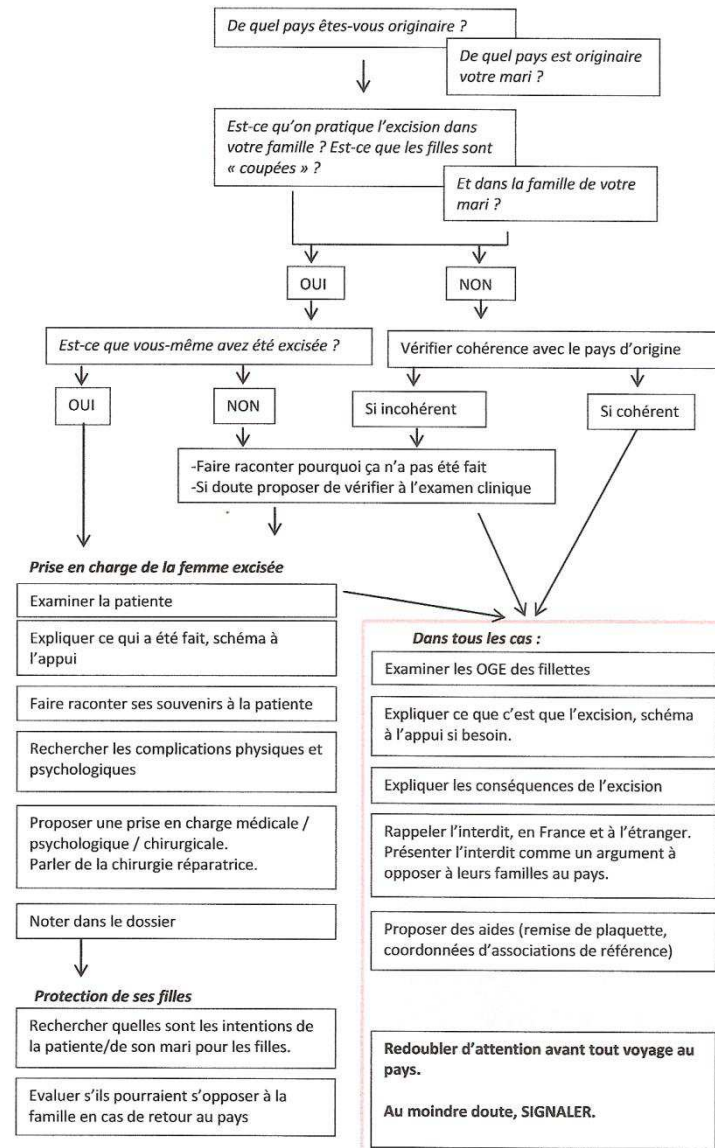 De quel pays êtes-vous originaire ?
De quel pays est originaire
votre mari ?
Est-ce qu'on pratique l'excision dans
votre famille ? Est-ce que les filles sont
« coupées » ?
Et dans la famille de votre
mari ?
OUI
NON
Est-ce que vous-même avez été excisée ?
Vérifier cohérence avec le pays d'origine
OUI
NON
Si incohérent
Si cohérent
-Faire raconter pourquoi ça n'a pas été fait
-Si doute proposer de vérifier à l'examen clinique
Prise en charge de la femme excisée
Examiner la patiente
Expliquer ce qui a été fait, schéma à
l'appui
Faire raconter ses souvenirs à la patiente
Rechercher les complications physiques et
psychologiques
Proposer une prise en charge médicale /
psychologique / chirurgicale.
Parler de la chirurgie réparatrice.
Noter dans le dossier
Protection de ses filles
Rechercher quelles sont les intentions de
la patiente/de son mari pour les filles.
Evaluer s'ils pourraient s'opposer à la
famille en cas de retour au pays
Dans tous les cas :
Examiner les OGE des fillettes
Expliquer ce que c'est que l'excision, schéma
à l'appui si besoin.
Expliquer les conséquences de l'excision
Rappeler l'interdit, en France et à l'étranger.
Présenter l'interdit comme un argument à
opposer à leurs familles au pays.
Proposer des aides (remise de plaquette,
coordonnées d'associations de référence)
Redoubler d'attention avant tout voyage au
pays.
Au moindre doute, SIGNALER.